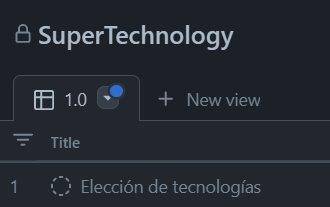 SuperTechnology
1.0 New view
Title
1 Elección de tecnologías